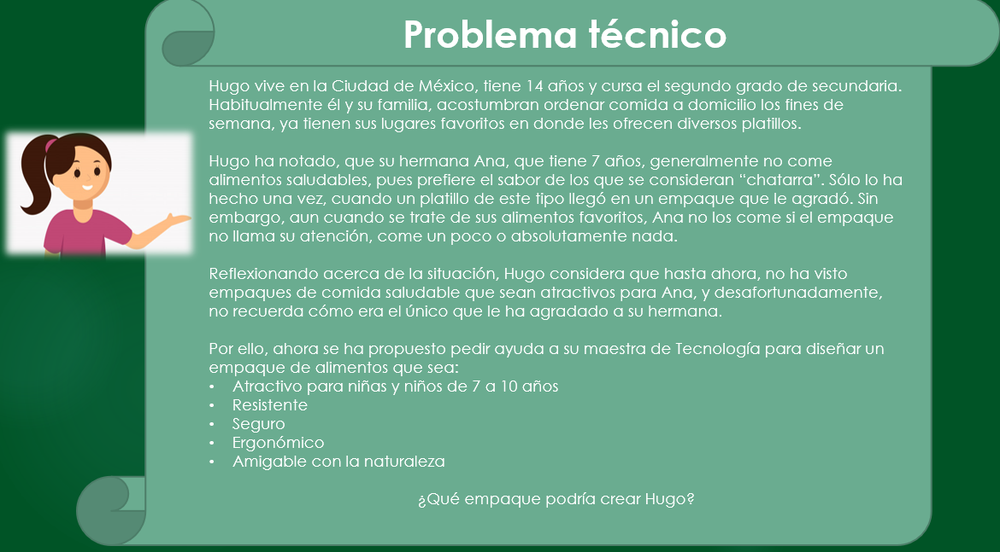 Problema técnico
Hugo vive en la Ciudad de México, tiene 14 años y cursa el segundo grado de secundaria.
Habitualmente él y su familia, acostumbran ordenar comida a domicilio los fines de
semana, ya tienen sus lugares favoritos en donde les ofrecen diversos platillos.
Hugo ha notado, que su hermana Ana, que tiene 7 años, generalmente no come
alimentos saludables, pues prefiere el sabor de los que se consideran “chatarra”. Sólo lo ha
hecho una vez, cuando un platillo de este tipo llegó en un empaque que le agradó. Sin
embargo, aun cuando se trate de sus alimentos favoritos, Ana no los come si el empaque
no llama su atención, come un poco o absolutamente nada.
Reflexionando acerca de la situación, Hugo considera que hasta ahora, no ha visto
empaques de comida saludable que sean atractivos para Ana, y desafortunadamente,
no recuerda cómo era el único que le ha agradado a su hermana.
Por ello, ahora se ha propuesto pedir ayuda a su maestra de Tecnología para diseñar un
empaque de alimentos que sea:
• Atractivo para niñas y niños de 7 a 10 años
• Resistente
• Seguro
• Ergonómico
• Amigable con la naturaleza
¿Qué empaque podría crear Hugo?